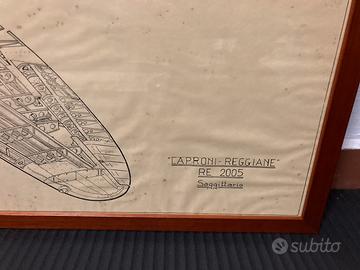 "CAPRONI-REGGIANE"
RE 2005
Saggittario
subito